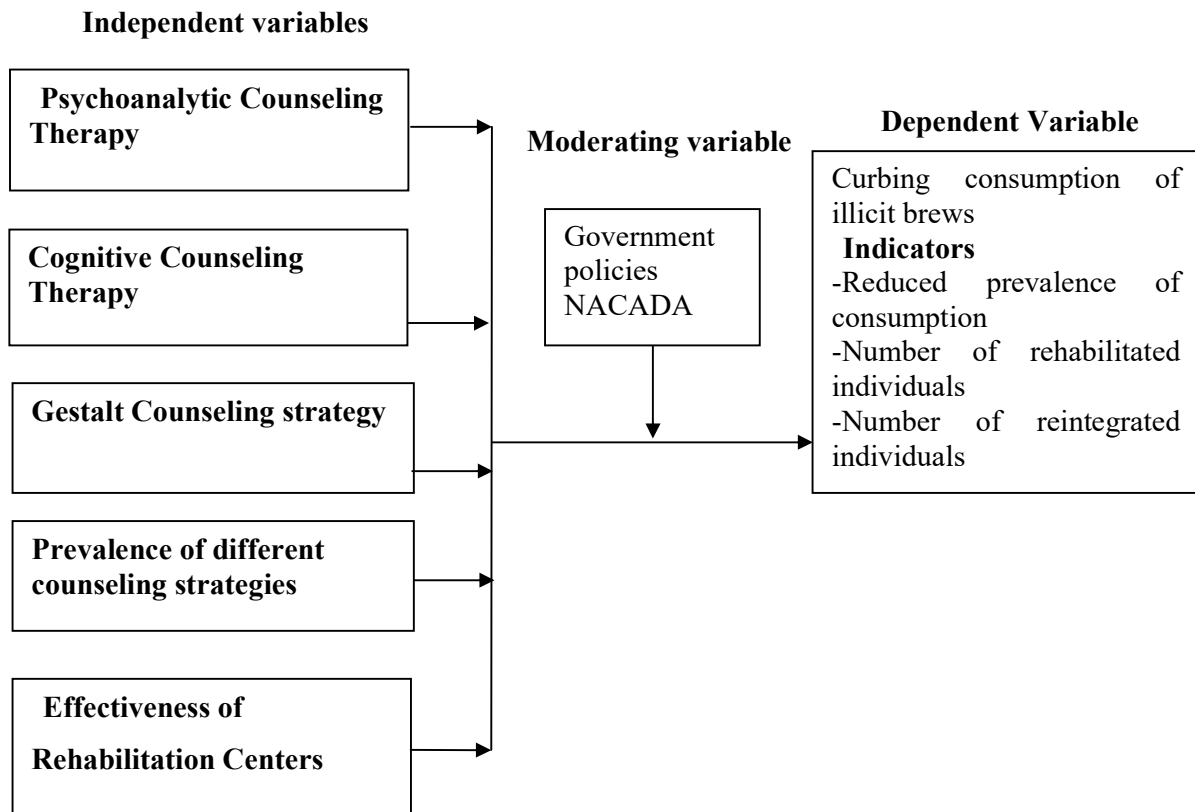 Independent variables
Psychoanalytic Counseling
Therapy
Cognitive Counseling
Therapy
Gestalt Counseling strategy
Prevalence of different
counseling strategies
Effectiveness of
Rehabilitation Centers
Moderating variable
Government
policies
NACADA
Dependent Variable
Curbing consumption of
illicit brews
Indicators
-Reduced prevalence of
consumption
-Number of rehabilitated
individuals
-Number of reintegrated
individuals